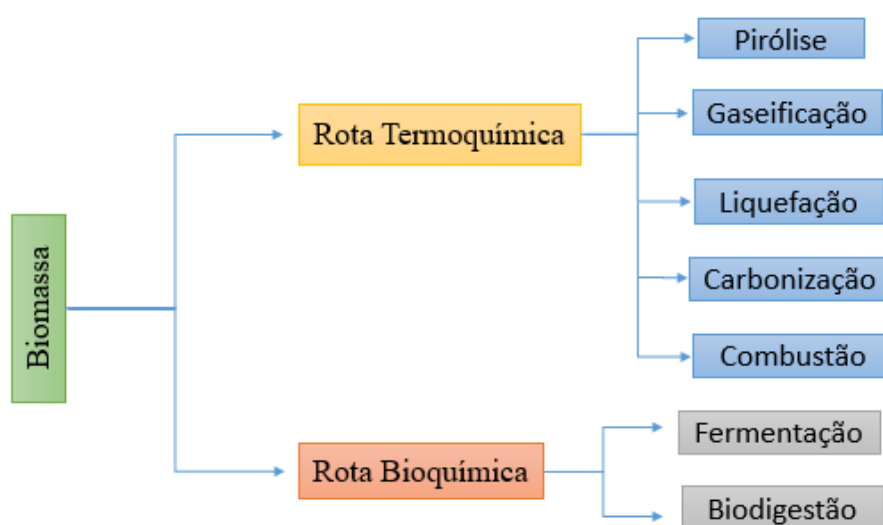 Biomassa
Rota Termoquímica
Pirólise
Gaseificação
Liquefação
Carbonização
Combustão
Rota Bioquímica
Fermentação
Biodigestão